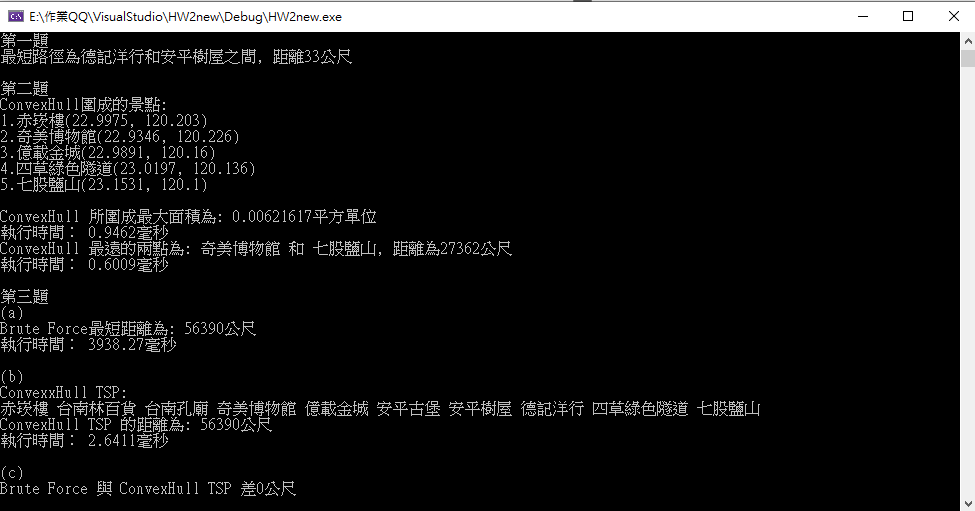 E:\作業QQ\VisualStudio\HW2new\Debug\HW2new.exe
第一題
最短路徑為德記洋行和安平樹屋之間, 距離33公尺
第二題
ConvexHull圍成的景點:
1.赤崁樓(22.9975, 120.203)
2.奇美博物館(22.9346, 120.226)
3.億載金城(22.9891, 120.16)
4.四草綠色隧道(23.0197, 120.136)
5.七股鹽山(23.1531, 120.1)
ConvexHull 所圍成最大面積為: 0.00621617平方單位
執行時間： 0.9462毫秒
ConvexHull 最遠的兩點為: 奇美博物館 和 七股鹽山, 距離為27362公尺
執行時間： 0.6009毫秒
第三題
(a)
Brute Force最短距離為: 56390公尺
執行時間： 3938.27毫秒
(b)
ConvexxHull TSP:
赤崁樓 台南林百貨 台南孔廟 奇美博物館 億載金城 安平古堡 安平樹屋 德記洋行 四草綠色隧道 七股鹽山
ConvexHull TSP 的距離為: 56390公尺
執行時間： 2.6411毫秒
(c)
Brute Force 與 ConvexHull TSP 差0公尺